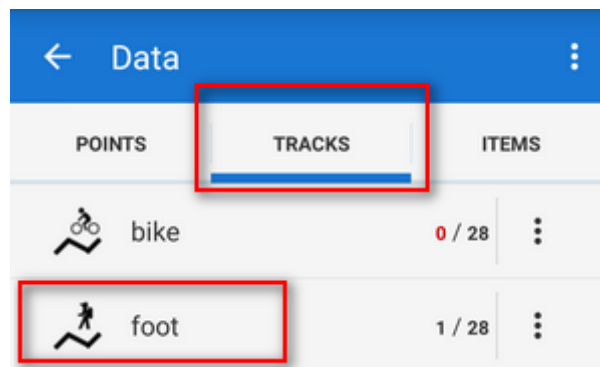 Data
POINTS TRACKS ITEMS
bike 0 / 28
foot 1 / 28